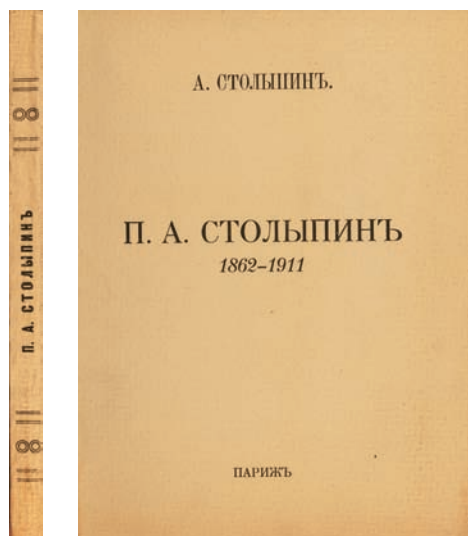 П. А. СТОЛЫПИНЪ
А. СТОЛЫПИНЪ.
П. А. СТОЛЫПИНЪ
1862–1911
ПАРИЖЪ